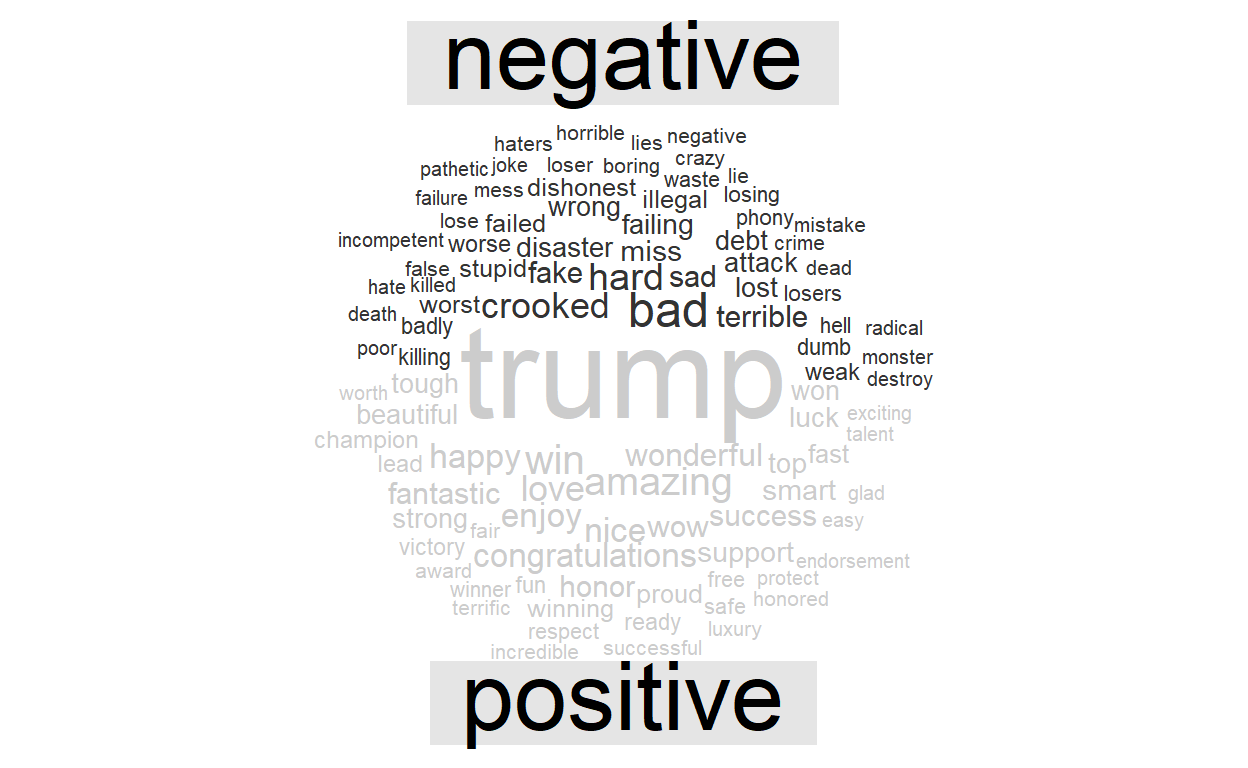 negative
haters horrible lies negative
pathetic joke loser boring crazy
failure mess dishonest waste lie
wrong illegal losing
lose failed failing phony mistake
incompetent worse disaster miss debt crime
false stupid fake hard sad attack dead
hate killed lost losers
death worst crooked bad terrible hell radical
badly
poor killing trump dumb monster
weak destroy
worth tough won
beautiful luck exciting
champion talent
lead happy win wonderful top fast
fantastic love amazing smart glad
strong fair enjoy nice wow success easy
victory congratulations support endorsement
award
winner fun honor proud free protect
terrific winning safe honored
respect ready luxury
incredible successful
positive